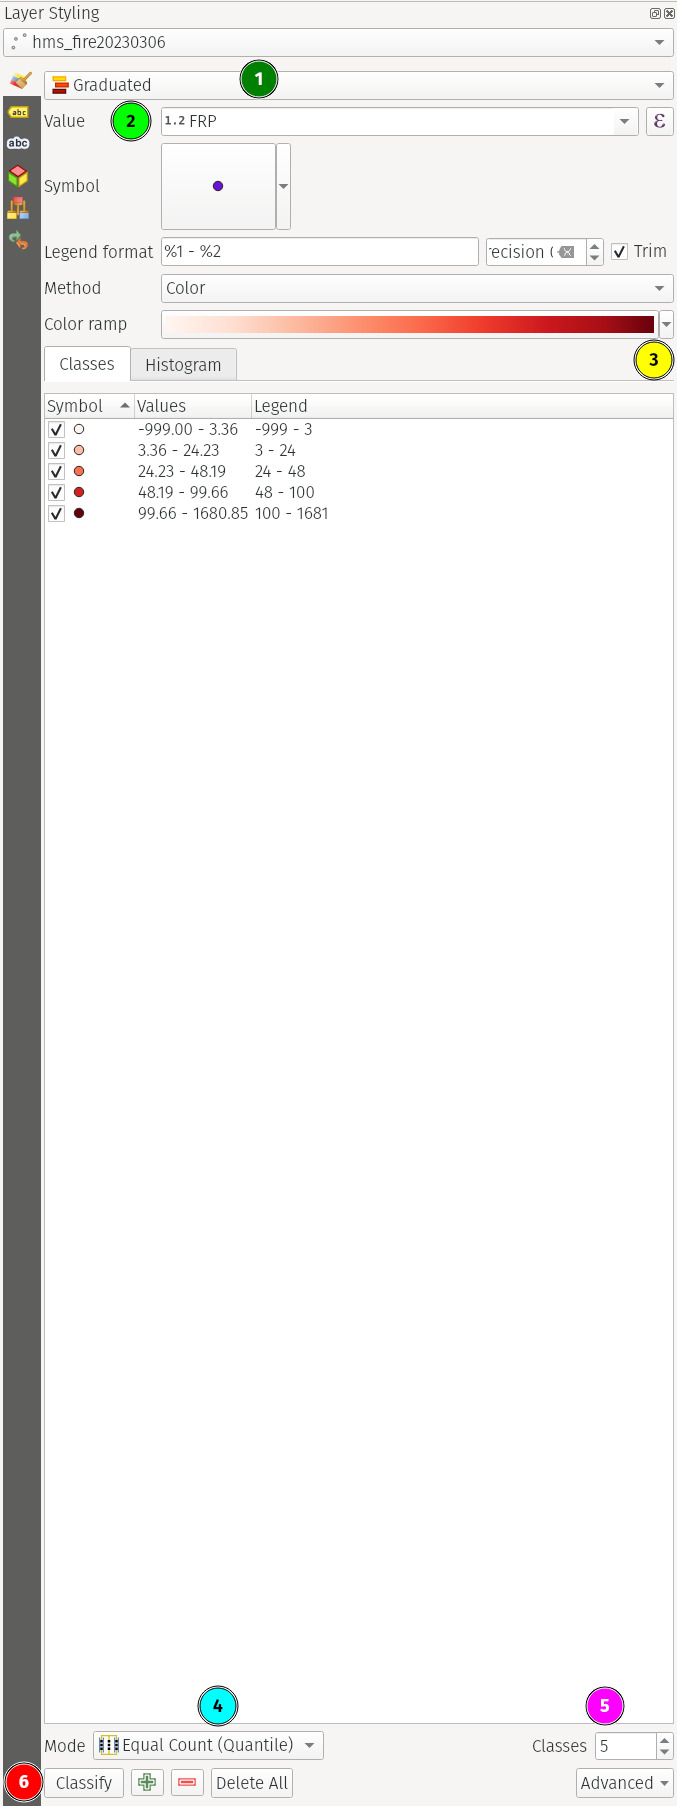 Layer Styling
hms_fire20230306
Graduated 1
Value 2 1.2 FRP ε
Symbol
Legend format %1 - %2 recision Trim
Method Color
Color ramp
3
Classes Histogram
Symbol Values Legend
-999.00 - 3.36 -999 - 3
3.36 - 24.23 3 - 24
24.23 - 48.19 24 - 48
48.19 - 99.66 48 - 100
99.66 - 1680.85 100 - 1681
4 5
Mode Equal Count (Quantile) Classes 5
6 Classify Delete All Advanced
abc
abc